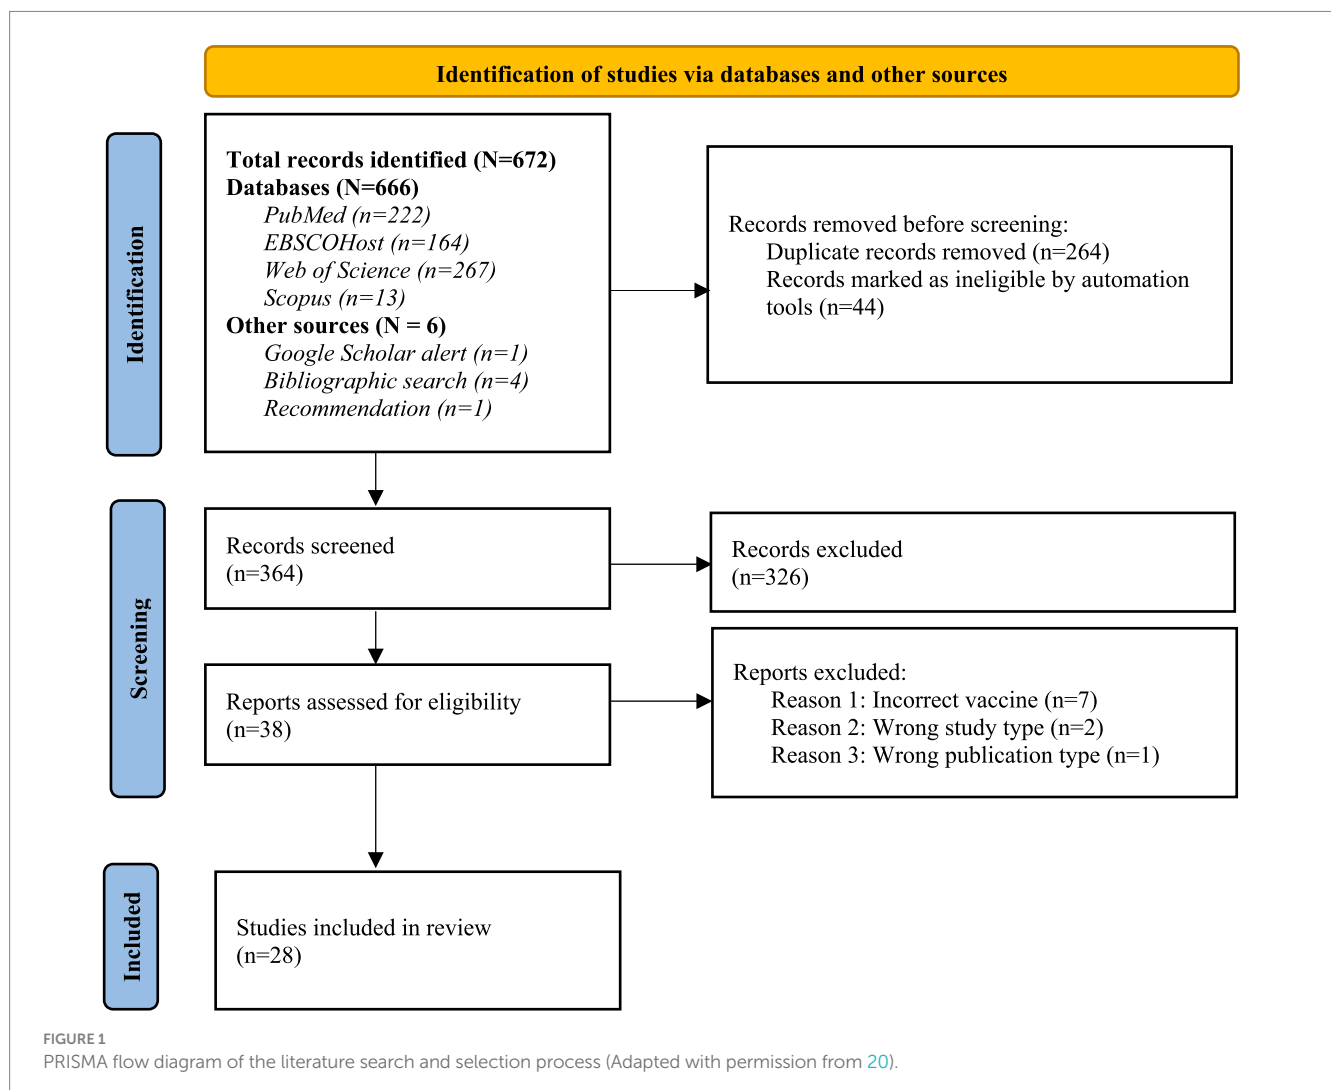 Identification of studies via databases and other sources
Identification
Total records identified (N=672)
Databases (N=666)
PubMed (n=222)
EBSCOHost (n=164)
Web of Science (n=267)
Scopus (n=13)
Other sources (N = 6)
Google Scholar alert (n=1)
Bibliographic search (n=4)
Recommendation (n=1)
Records removed before screening:
Duplicate records removed (n=264)
Records marked as ineligible by automation
tools (n=44)
Screening
Records screened
(n=364)
Records excluded
(n=326)
Reports assessed for eligibility
(n=38)
Reports excluded:
Reason 1: Incorrect vaccine (n=7)
Reason 2: Wrong study type (n=2)
Reason 3: Wrong publication type (n=1)
Included
Studies included in review
(n=28)
FIGURE 1
PRISMA flow diagram of the literature search and selection process (Adapted with permission from 20).